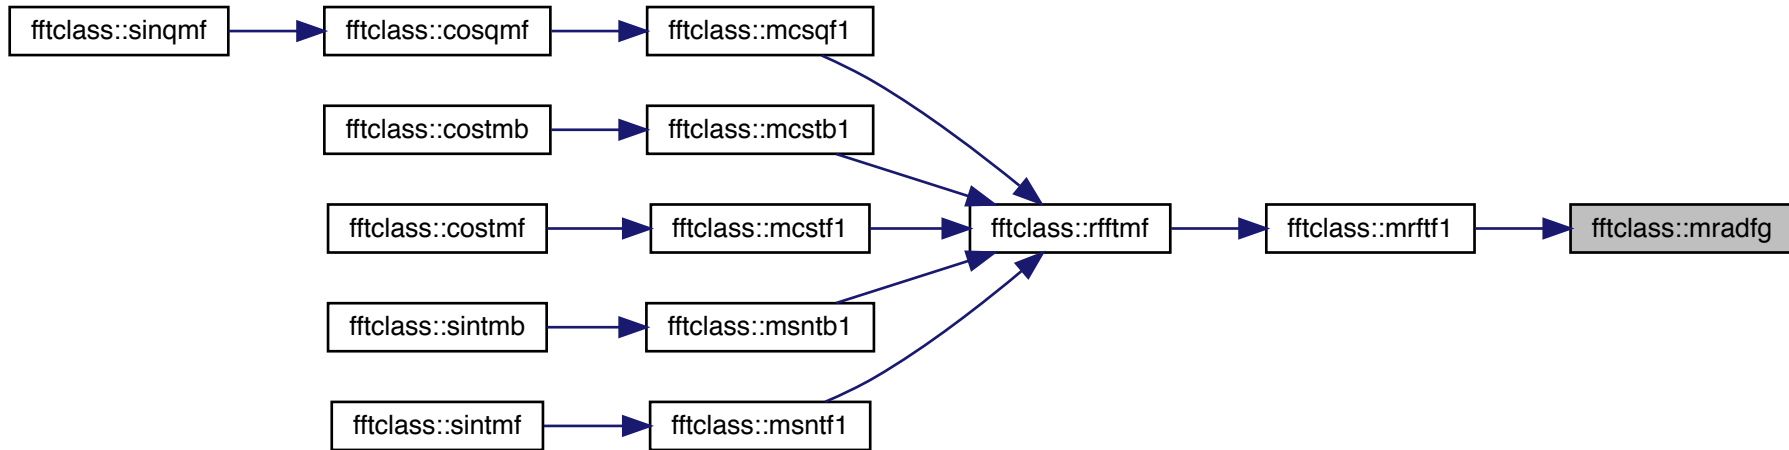 fftclass::sinqmf
fftclass::cosqmf
fftclass::mcsqf1
fftclass::costmb
fftclass::mcstb1
fftclass::costmf
fftclass::mcstf1
fftclass::rfftmf
fftclass::mrftf1
fftclass::mradfg
fftclass::sintmb
fftclass::msntb1
fftclass::sintmf
fftclass::msntf1